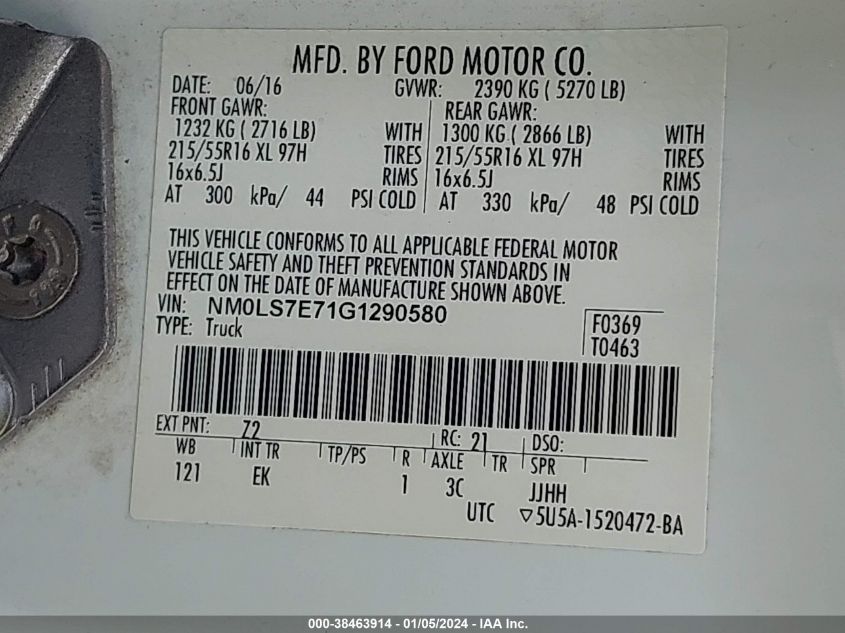 MFD. BY FORD MOTOR CO.
DATE: 06/16 GVWR: 2390 KG ( 5270 LB)
FRONT GAWR: REAR GAWR:
1232 KG ( 2716 LB) WITH 1300 KG ( 2866 LB) WITH
215/55R16 XL 97H TIRES 215/55R16 XL 97H TIRES
16x6.5J RIMS 16x6.5J RIMS
AT 300 kPa/ 44 PSI COLD AT 330 kPa/ 48 PSI COLD
THIS VEHICLE CONFORMS TO ALL APPLICABLE FEDERAL MOTOR
VEHICLE SAFETY AND THEFT PREVENTION STANDARDS IN
EFFECT ON THE DATE OF MANUFACTURE SHOWN ABOVE.
VIN: NM0LS7E71G1290580 F0369
TYPE: Truck T0463
EXT PNT: Z2 RC: 21 DSO:
WB INT TR TP/PS R AXLE TR SPR
121 EK 1 3C JJHH
UTC ▽5U5A-1520472-BA
000-38463914 - 01/05/2024 - IAA Inc.